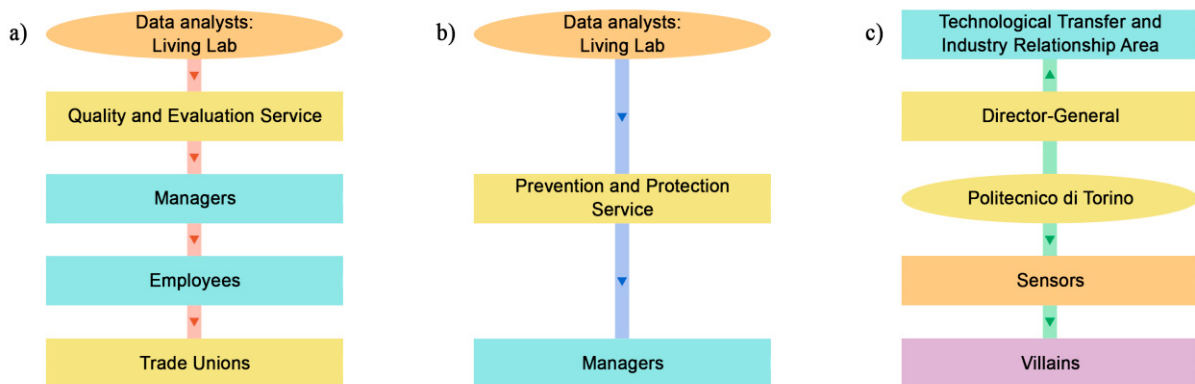 a)
Data analysts:
Living Lab
Quality and Evaluation Service
Managers
Employees
Trade Unions
b)
Data analysts:
Living Lab
Prevention and Protection
Service
Managers
c)
Technological Transfer and
Industry Relationship Area
Director-General
Politecnico di Torino
Sensors
Villains